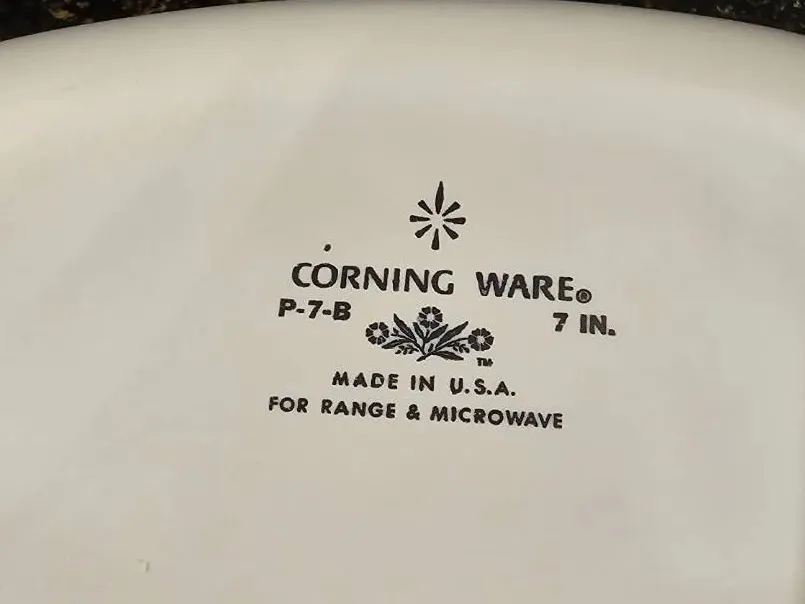 CORNING WARE®
P-7-B 7 IN.
TM
MADE IN U.S.A.
FOR RANGE & MICROWAVE